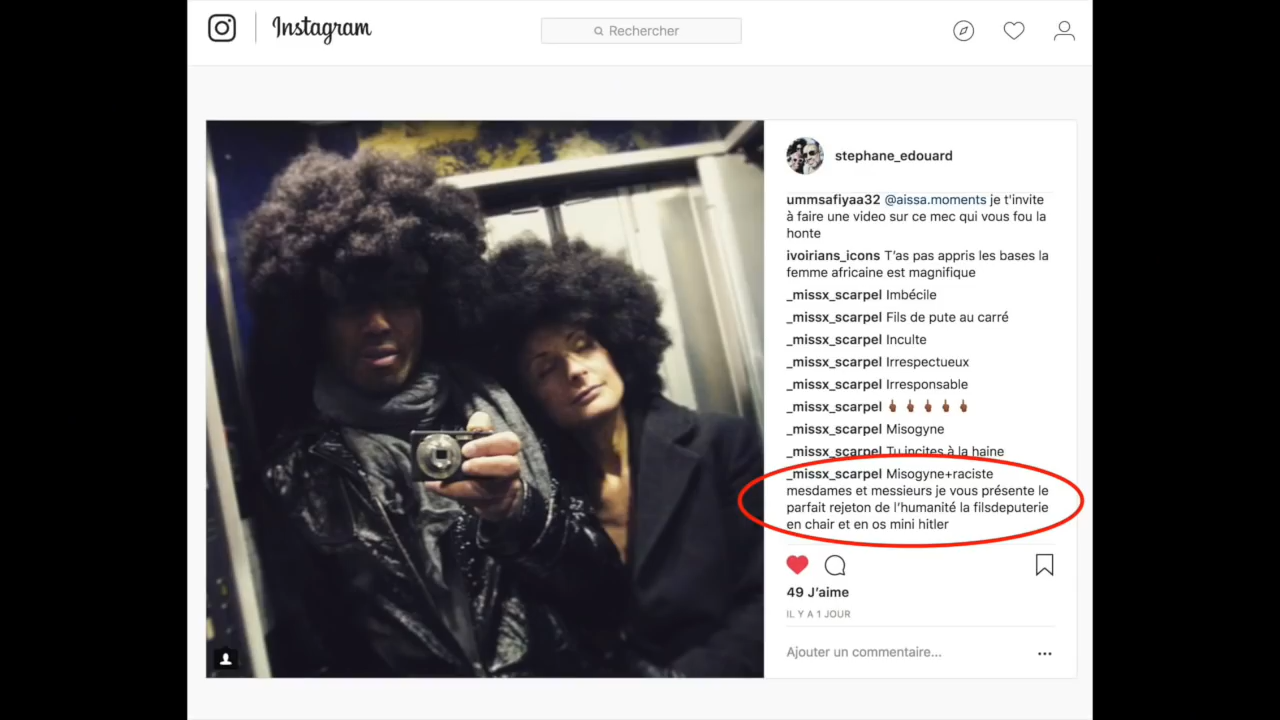 Instagram
Rechercher
stephane_edouard
ummsafiyaa32 @aissa.moments je t'invite
à faire une video sur ce mec qui vous fou la
honte
ivoirians_icons T'as pas appris les bases la
femme africaine est magnifique
_missx_scarpel Imbécile
_missx_scarpel Fils de pute au carré
_missx_scarpel Inculte
_missx_scarpel Irrespectueux
_missx_scarpel Irresponsable
_missx_scarpel 🖕🏾 🖕🏾 🖕🏾 🖕🏾 🖕🏾
_missx_scarpel Misogyne
_missx_scarpel Tu incites à la haine
_missx_scarpel Misogyne+raciste
mesdames et messieurs je vous présente le
parfait rejeton de l'humanité la filsdeputerie
en chair et en os mini hitler
49 J'aime
IL Y A 1 JOUR
Ajouter un commentaire...